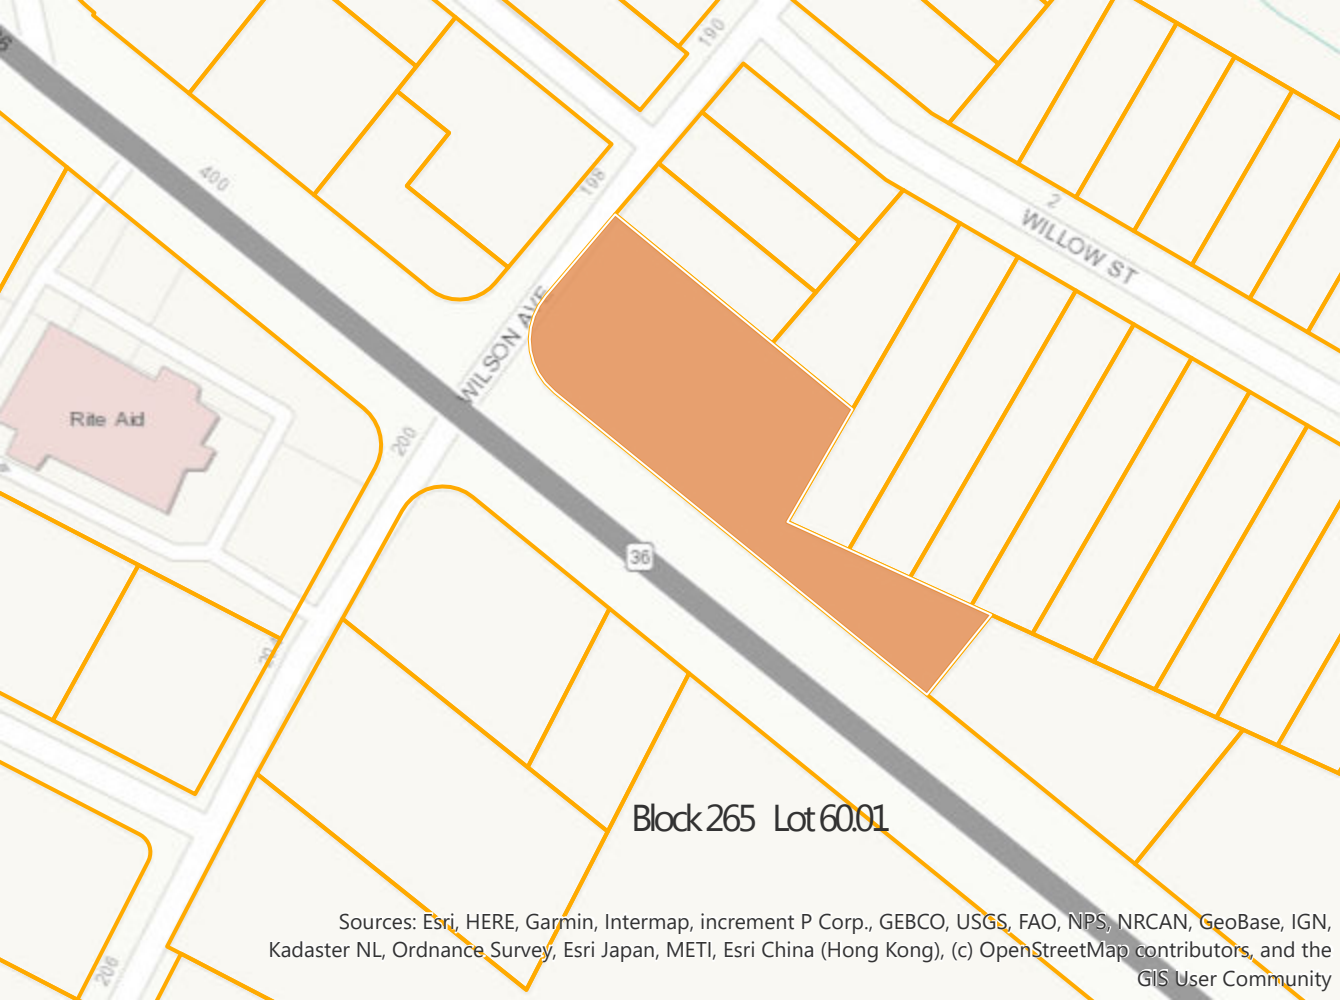 36
190
400
198
2
WILLOW ST
WILSON AVE
Rite Aid
200
36
204
Block 265 Lot 60.01
Sources: Esri, HERE, Garmin, Intermap, increment P Corp., GEBCO, USGS, FAO, NPS, NRCAN, GeoBase, IGN,
Kadaster NL, Ordnance Survey, Esri Japan, METI, Esri China (Hong Kong), (c) OpenStreetMap contributors, and the
GIS User Community
206